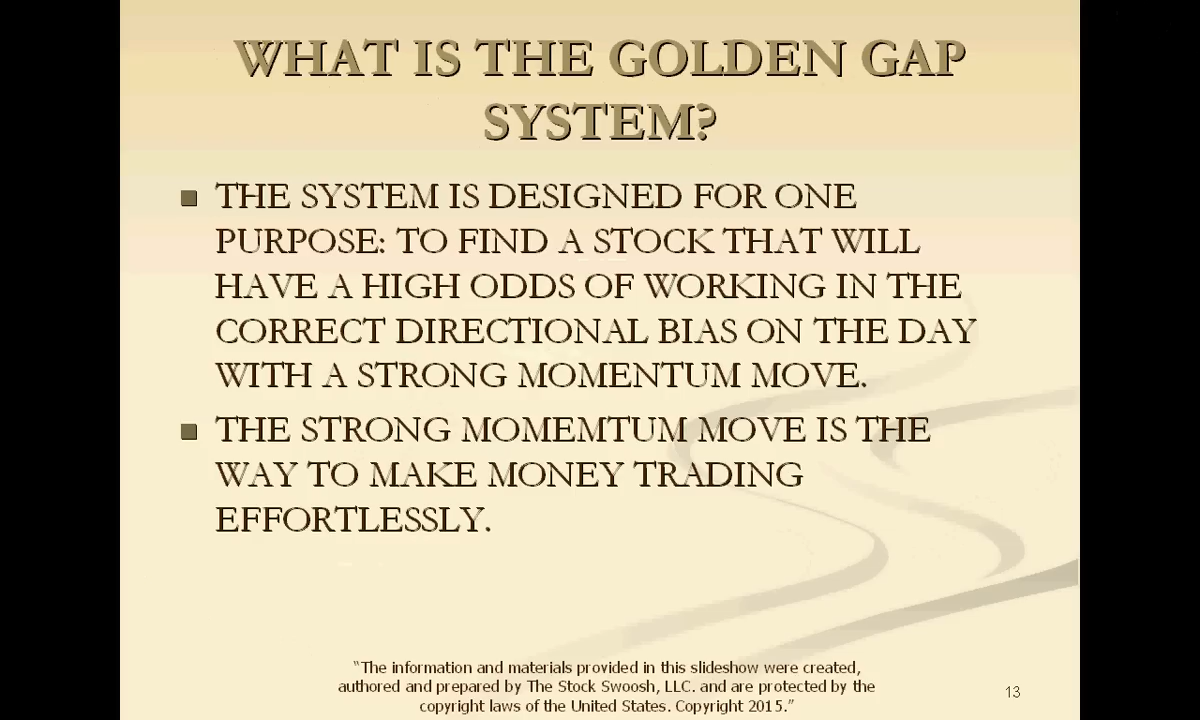 WHAT IS THE GOLDEN GAP
SYSTEM?
THE SYSTEM IS DESIGNED FOR ONE
PURPOSE: TO FIND A STOCK THAT WILL
HAVE A HIGH ODDS OF WORKING IN THE
CORRECT DIRECTIONAL BIAS ON THE DAY
WITH A STRONG MOMENTUM MOVE.
THE STRONG MOMEMTUM MOVE IS THE
WAY TO MAKE MONEY TRADING
EFFORTLESSLY.
“The information and materials provided in this slideshow were created,
authored and prepared by The Stock Swoosh, LLC. and are protected by the
copyright laws of the United States. Copyright 2015.”
13